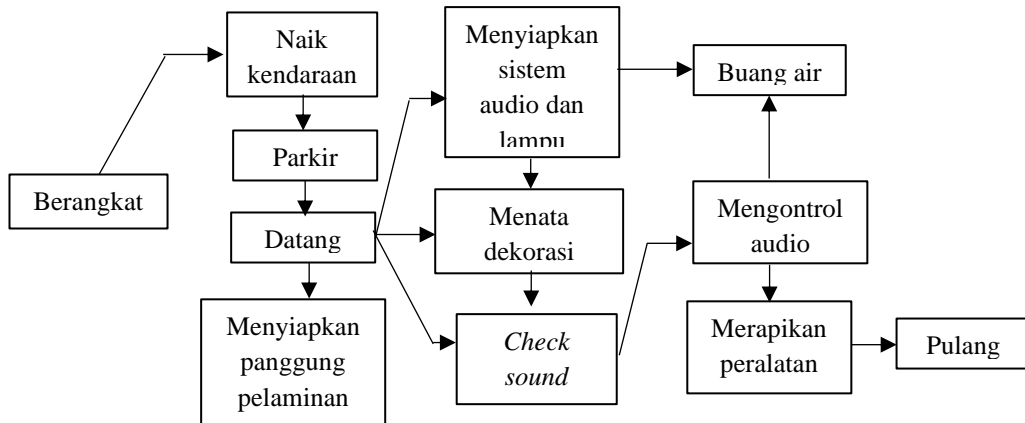 Berangkat
Naik
kendaraan
Parkir
Datang
Menyiapkan
panggung
pelaminan
Menyiapkan
sistem
audio dan
lampu
Menata
dekorasi
Check
sound
Buang air
Mengontrol
audio
Merapikan
peralatan
Pulang